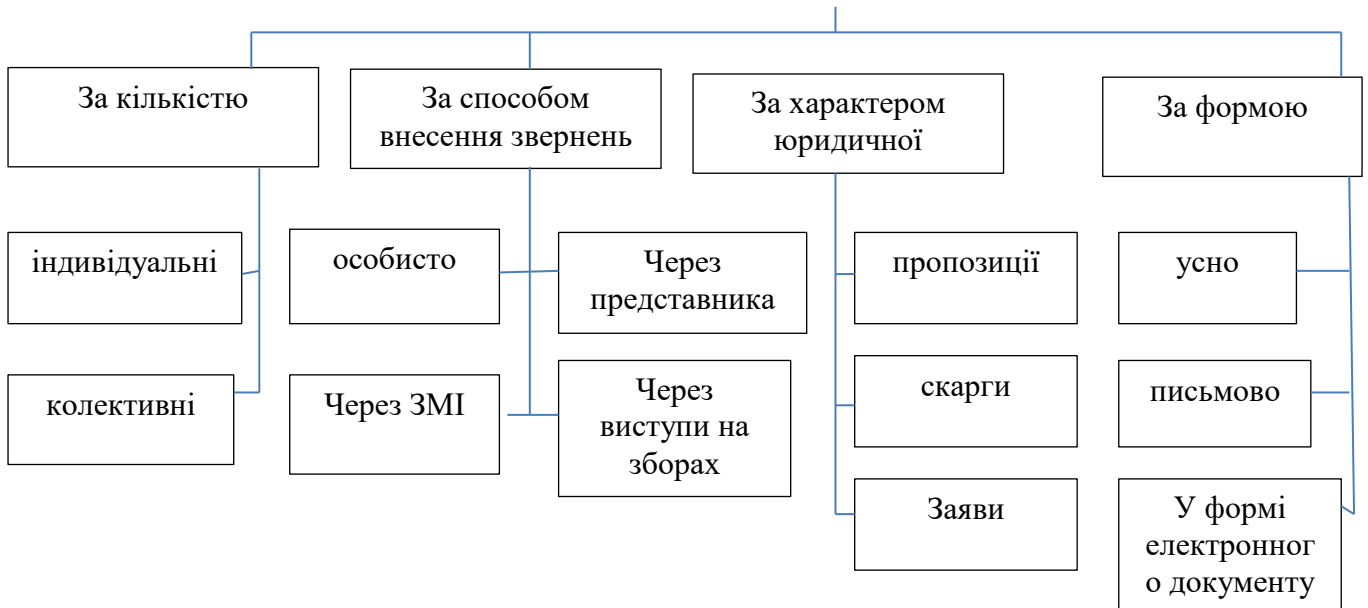 За кількістю
За способом
внесення звернень
За характером
юридичної
За формою
індивідуальні
особисто
Через
представника
пропозиції
усно
колективні
Через ЗМІ
Через
виступи на
зборах
скарги
письмово
Заяви
У формі
електронног
о документу